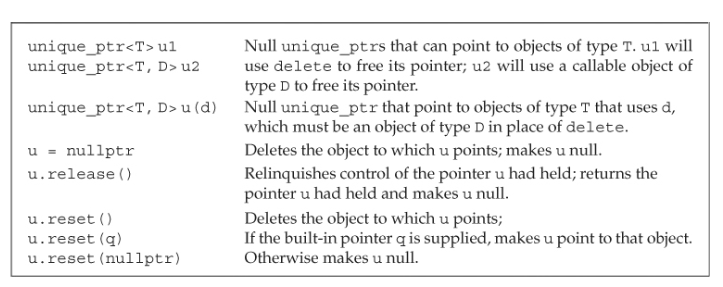 unique_ptr<T> u1 Null unique_ptrs that can point to objects of type T. u1 will
unique_ptr<T, D> u2 use delete to free its pointer; u2 will use a callable object of
type D to free its pointer.
unique_ptr<T, D> u(d) Null unique_ptr that point to objects of type T that uses d,
which must be an object of type D in place of delete.
u = nullptr Deletes the object to which u points; makes u null.
u.release() Relinquishes control of the pointer u had held; returns the
pointer u had held and makes u null.
u.reset() Deletes the object to which u points;
u.reset(q) If the built-in pointer q is supplied, makes u point to that object.
u.reset(nullptr) Otherwise makes u null.